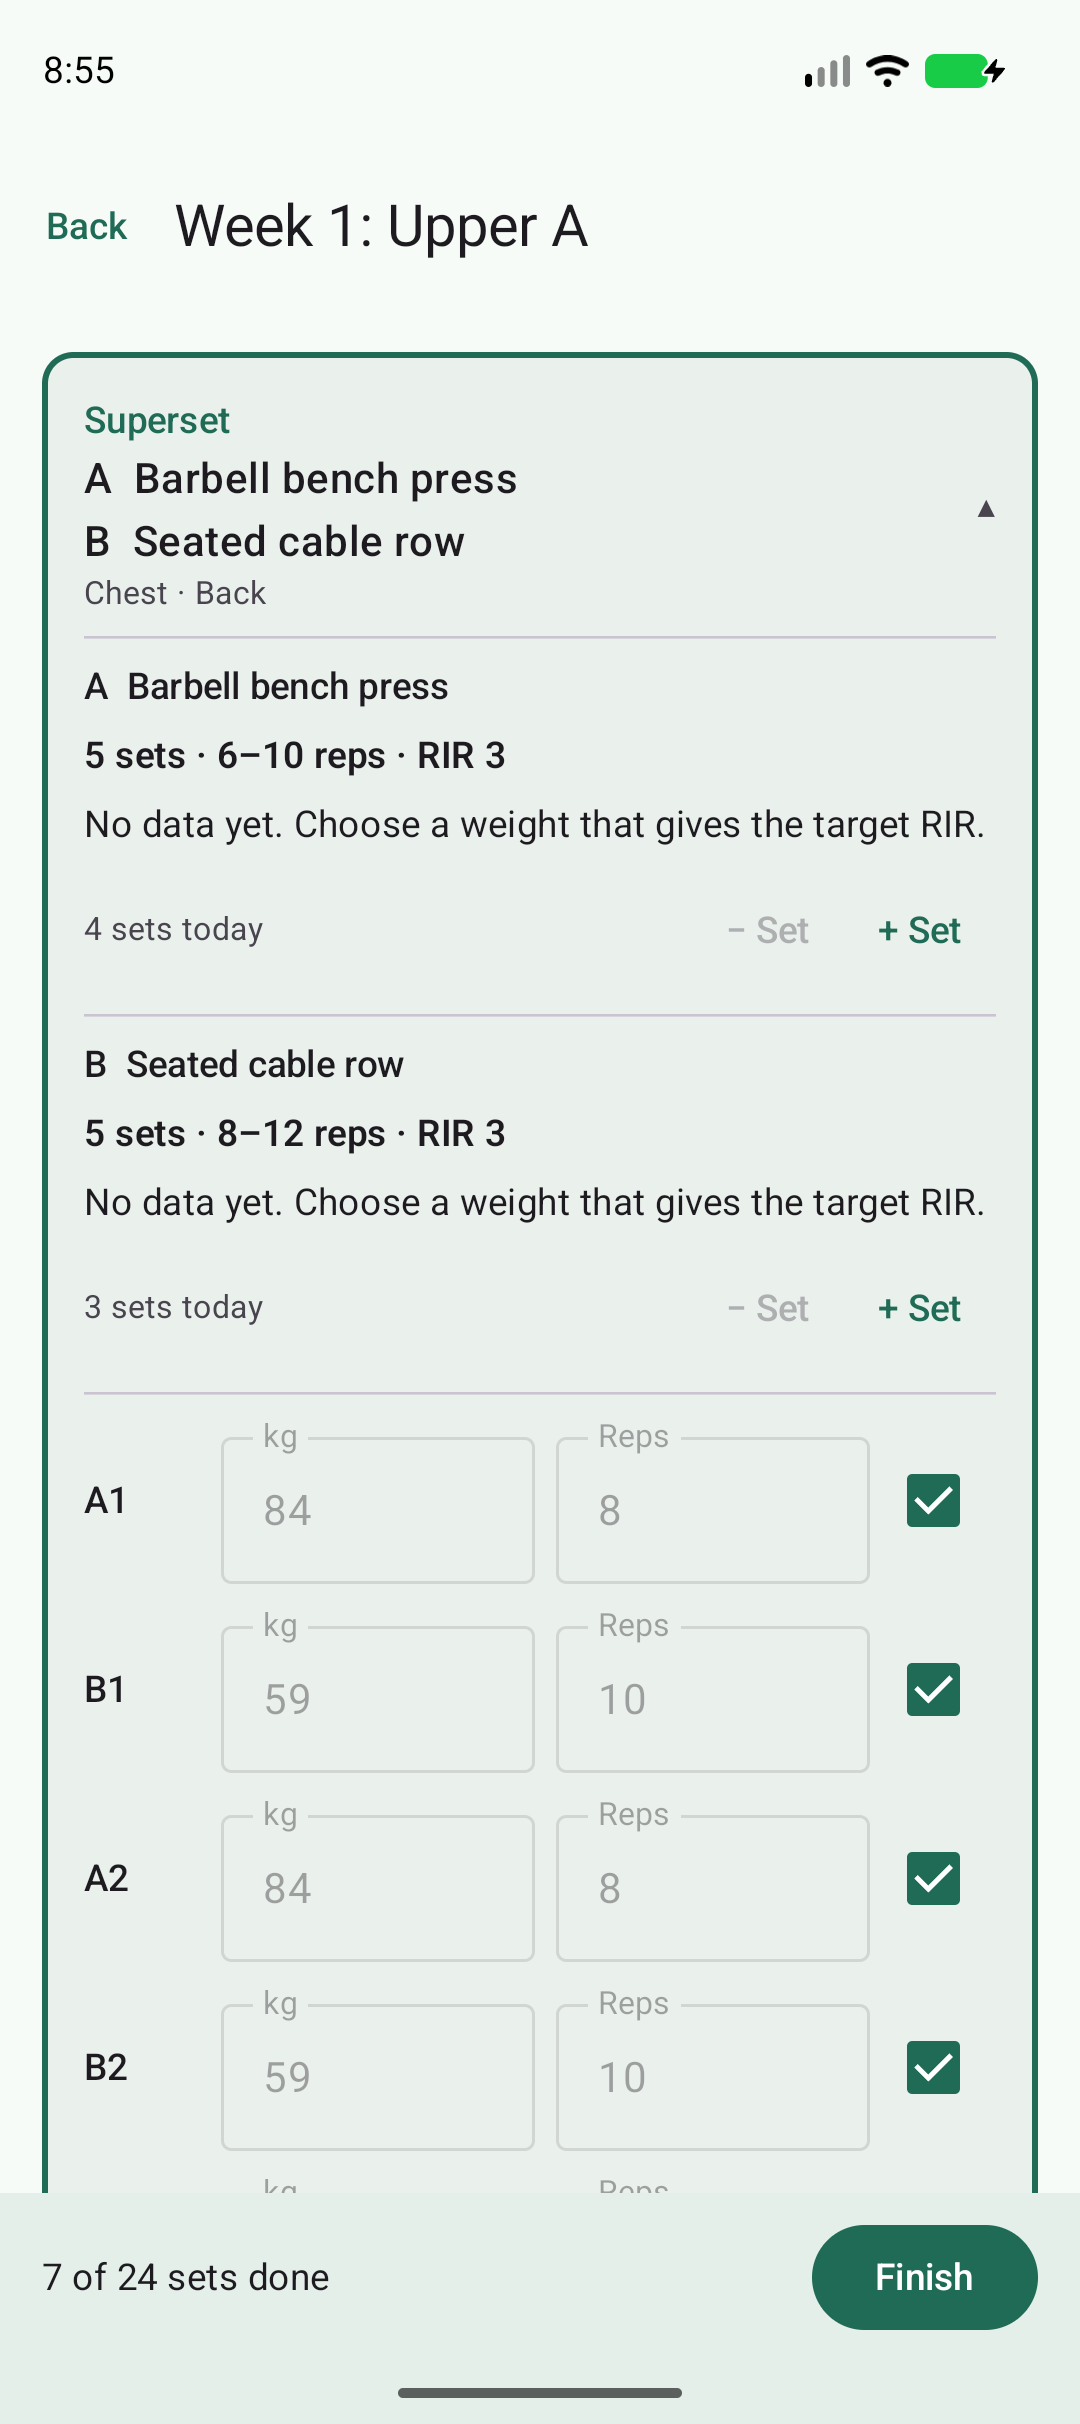 8:55
Back
Week 1: Upper A
Superset
A Barbell bench press
▲
B Seated cable row
Chest · Back
A Barbell bench press
5 sets · 6–10 reps · RIR 3
No data yet. Choose a weight that gives the target RIR.
4 sets today
− Set
+ Set
B Seated cable row
5 sets · 8–12 reps · RIR 3
No data yet. Choose a weight that gives the target RIR.
3 sets today
− Set
+ Set
kg
Reps
A1
84
8
kg
Reps
B1
59
10
kg
Reps
A2
84
8
kg
Reps
B2
59
10
kg
Reps
7 of 24 sets done
Finish